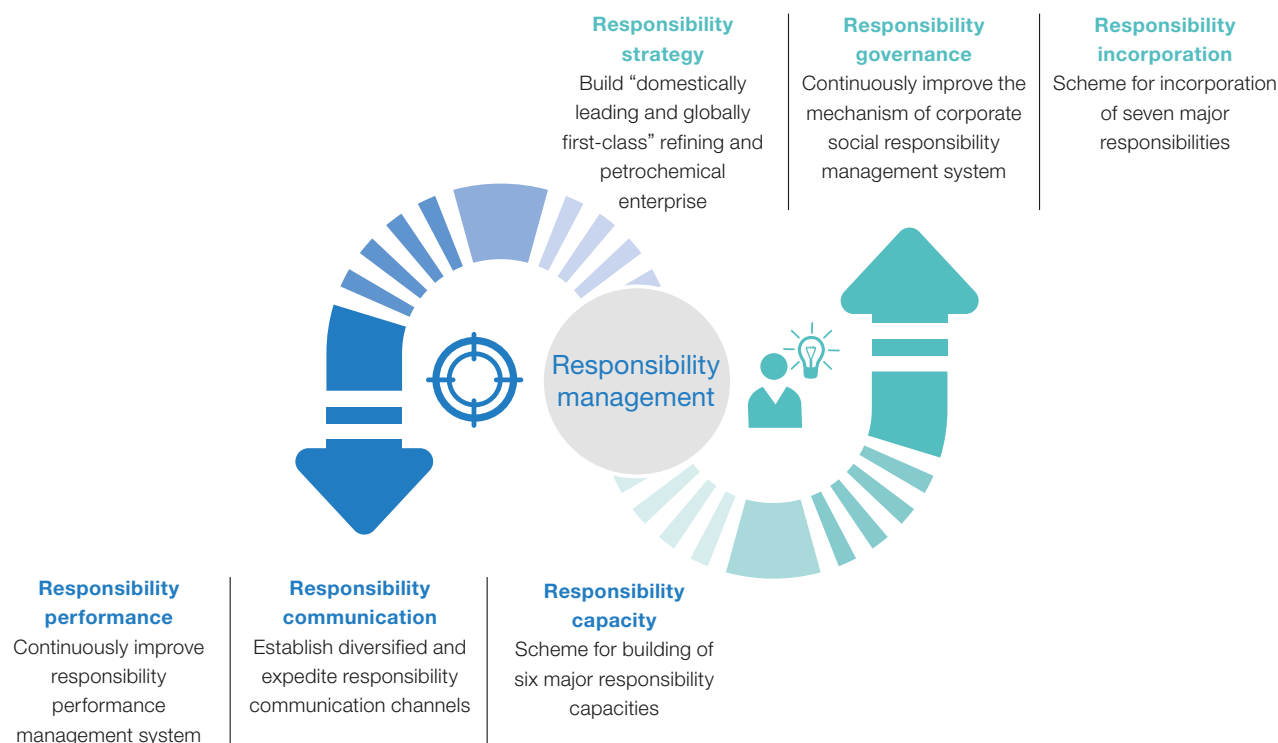 Responsibility
strategy
Build “domestically
leading and globally
first-class” refining and
petrochemical
enterprise
Responsibility
governance
Continuously improve the
mechanism of corporate
social responsibility
management system
Responsibility
incorporation
Scheme for incorporation
of seven major
responsibilities
Responsibility
management
Responsibility
performance
Continuously improve
responsibility
performance
management system
Responsibility
communication
Establish diversified and
expedite responsibility
communication channels
Responsibility
capacity
Scheme for building of
six major responsibility
capacities